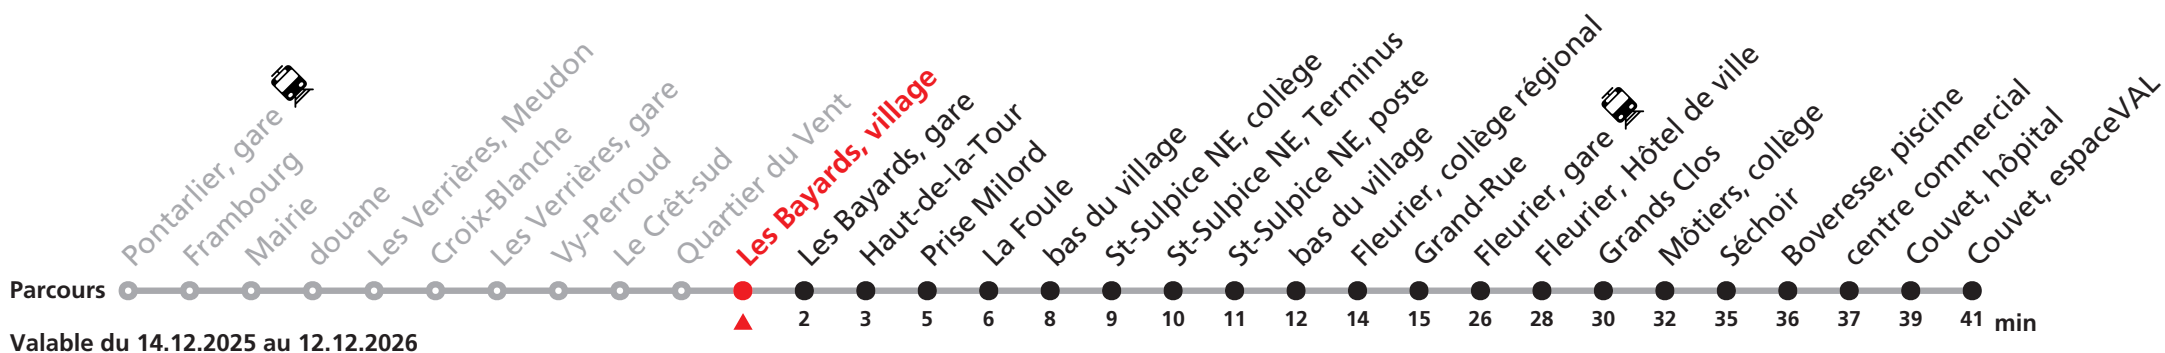 Pontarlier, gare
Frambourg
Mairie
douane
Les Verrières, Meudon
Croix-Blanche
Les Verrières, gare
Vy-Perroud
Le Crêt-sud
Quartier du Vent
Les Bayards, village
Les Bayards, gare
Haut-de-la-Tour
Prise Milord
La Foule
bas du village
St-Sulpice NE, collège
St-Sulpice NE, Terminus
St-Sulpice NE, poste
bas du village
Fleurier, collège régional
Grand-Rue
Fleurier, gare
Fleurier, Hôtel de ville
Grands Clos
Môtiers, collège
Séchoir
Boveresse, piscine
centre commercial
Couvet, hôpital
Couvet, espaceVAL
Parcours
2 3 5 6 8 9 10 11 12 14 15 26 28 30 32 35 36 37 39 41 min
Valable du 14.12.2025 au 12.12.2026